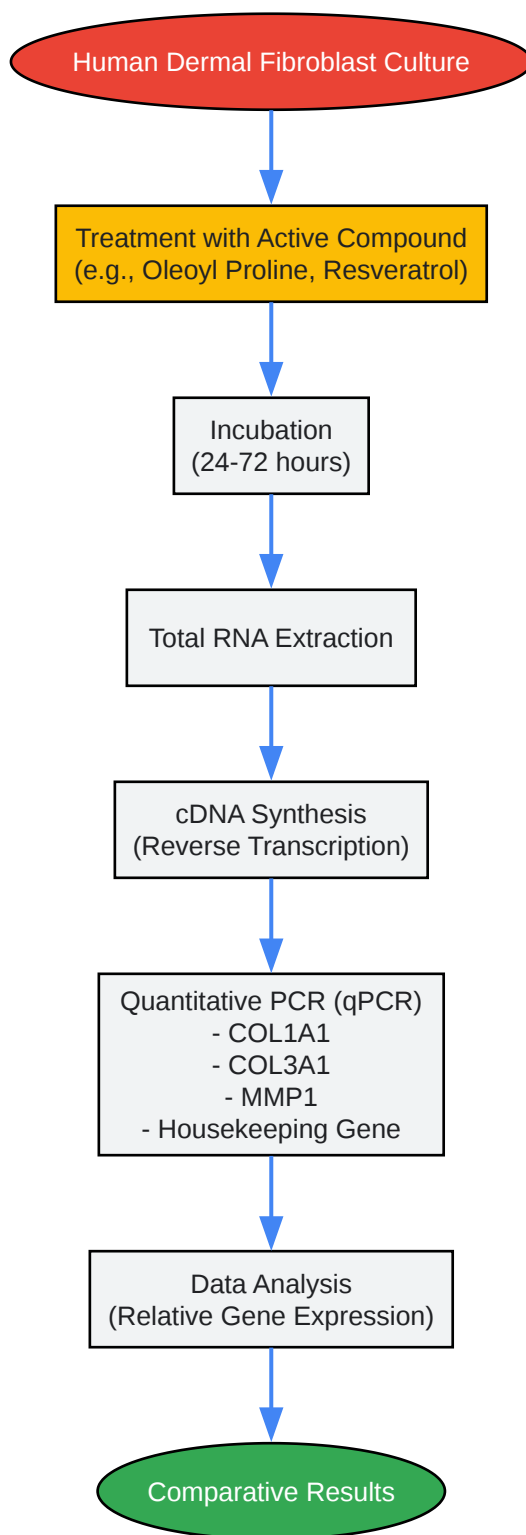 Human Dermal Fibroblast Culture
Treatment with Active Compound
(e.g., Oleoyl Proline, Resveratrol)
Incubation
(24-72 hours)
Total RNA Extraction
cDNA Synthesis
(Reverse Transcription)
Quantitative PCR (qPCR)
- COL1A1
- COL3A1
- MMP1
- Housekeeping Gene
Data Analysis
(Relative Gene Expression)
Comparative Results